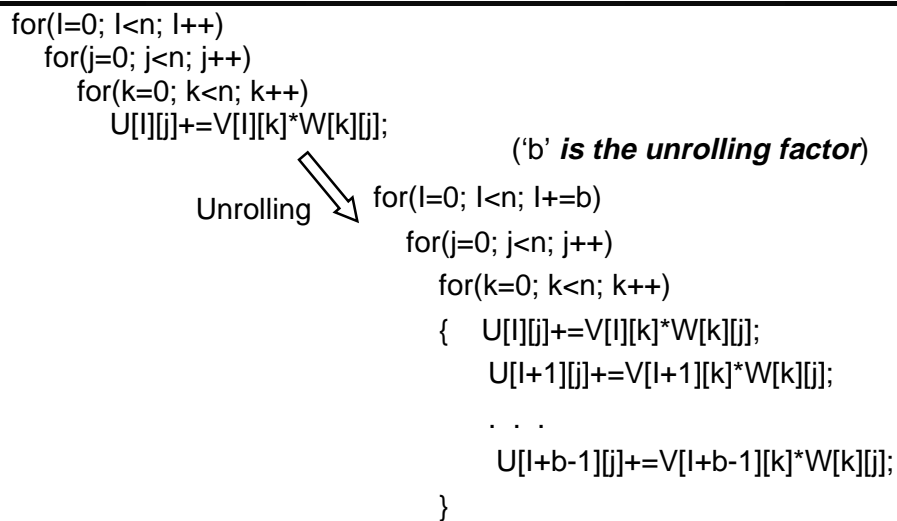 for(I=0; I<n; I++)
for(j=0; j<n; j++)
for(k=0; k<n; k++)
U[I][j]+=V[I][k]*W[k][j];
(‘b’ is the unrolling factor)
Unrolling
for(I=0; I<n; I+=b)
for(j=0; j<n; j++)
for(k=0; k<n; k++)
{ U[I][j]+=V[I][k]*W[k][j];
U[I+1][j]+=V[I+1][k]*W[k][j];
. . .
U[I+b-1][j]+=V[I+b-1][k]*W[k][j];
}